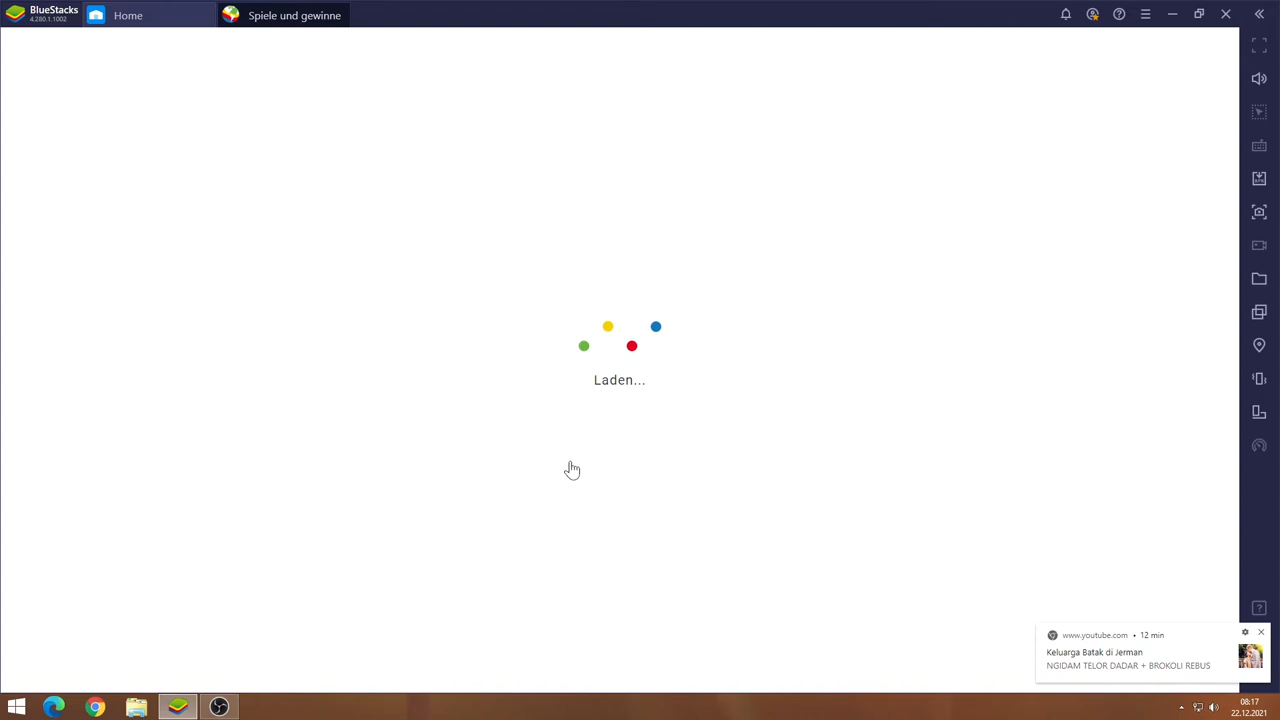 BlueStacks
4.280.1.1002
Home
Spiele und gewinne
Laden...
www.youtube.com • 12 min
Keluarga Batak di Jerman
NGIDAM TELOR DADAR + BROKOLI REBUS
08:17
22.12.2021